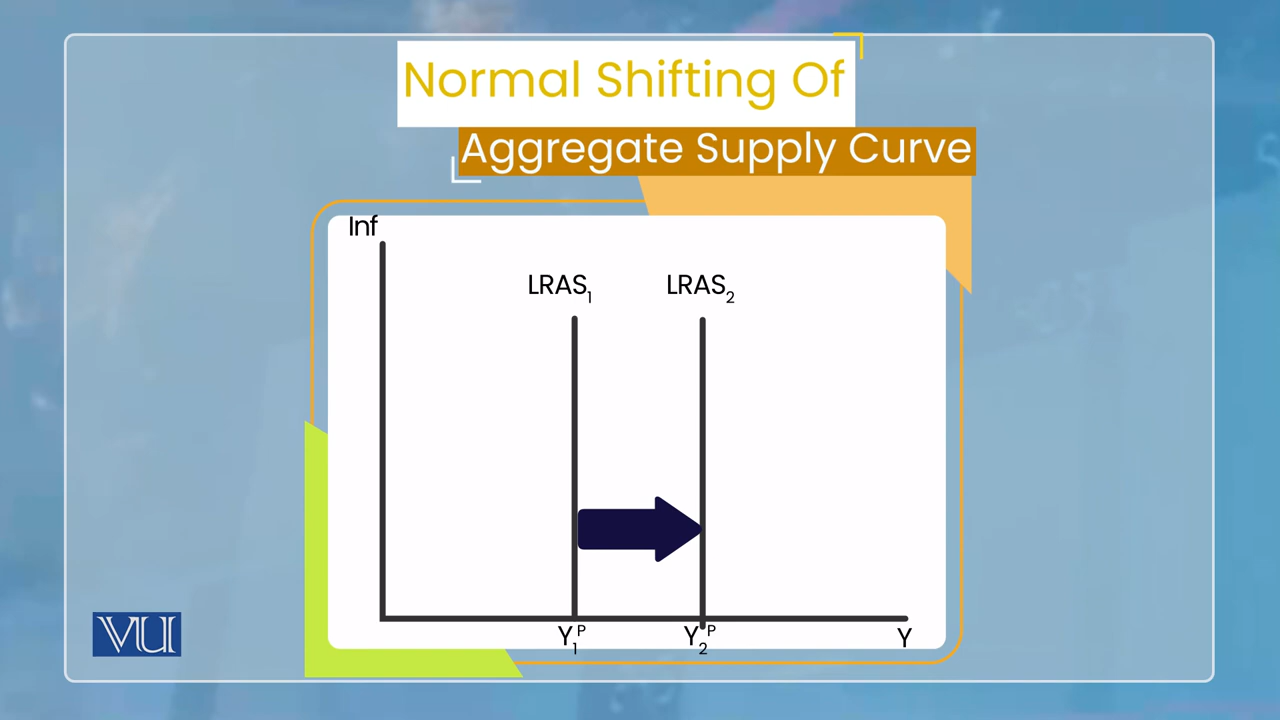 Normal Shifting Of
Aggregate Supply Curve
Inf
LRAS₁ LRAS₂
Y₁ᴾ Y₂ᴾ Y
VU